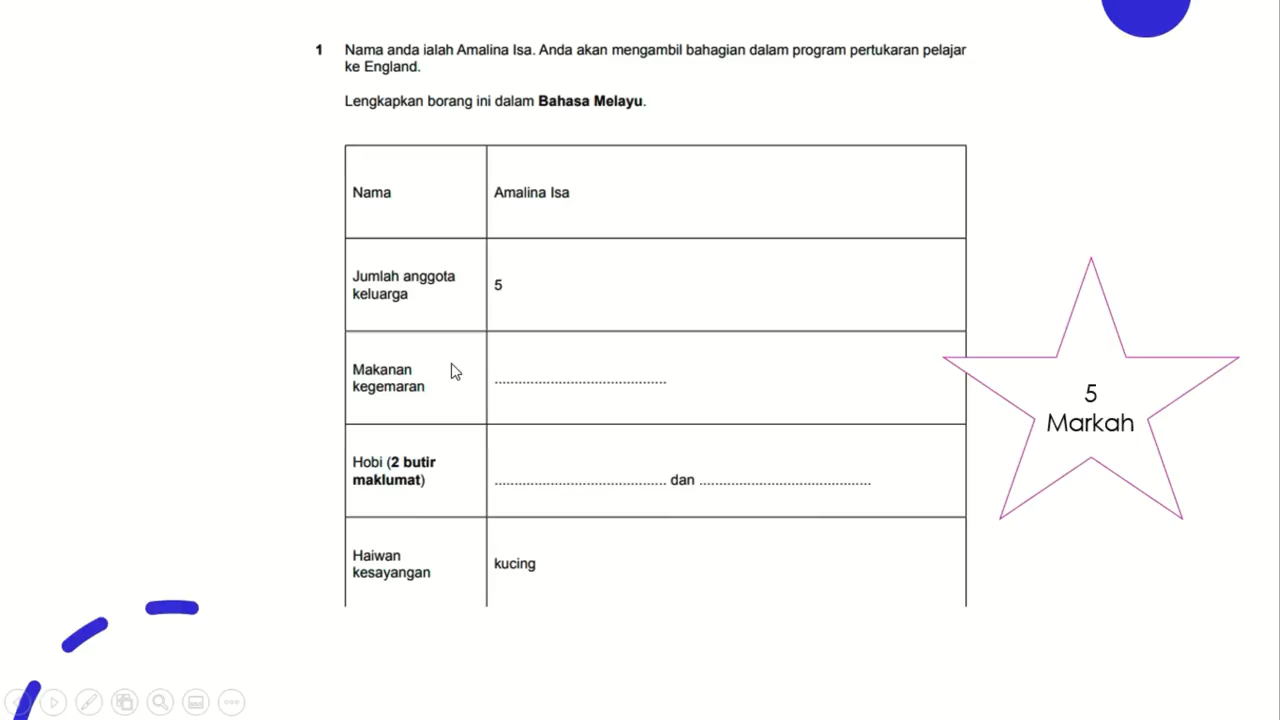 1 Nama anda ialah Amalina Isa. Anda akan mengambil bahagian dalam program pertukaran pelajar
ke England.
Lengkapkan borang ini dalam Bahasa Melayu.
Nama
Amalina Isa
Jumlah anggota
keluarga
5
Makanan
kegemaran
...........................................
Hobi (2 butir
maklumat)
........................................... dan ...........................................
Haiwan
kesayangan
kucing
5
Markah